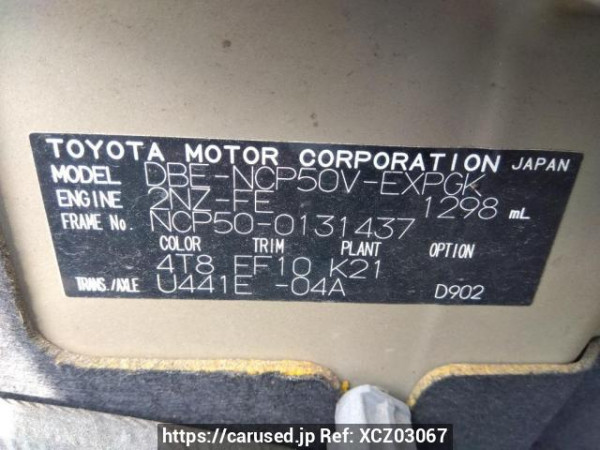 TOYOTA MOTOR CORPORATION JAPAN
MODEL DBE-NCP50V-EXPGK
ENGINE 2NZ-FE 1298 mL
FRAME No. NCP50-0131437
COLOR TRIM PLANT OPTION
4T8 EF10 K21
TRANS./AXLE U441E -04A D902
https://carused.jp Ref: XCZ03067